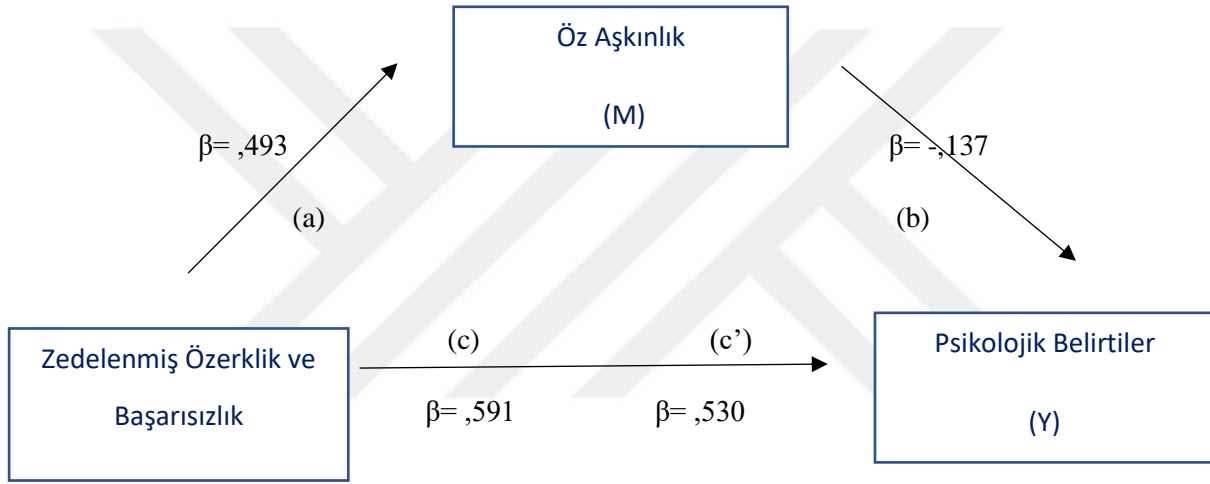 Öz Aşkınlık
(M)
β= ,493
β= -,137
(a)
(b)
Zedelenmiş Özerklik ve
Başarısızlık
(c)
(c’)
β= ,591
β= ,530
Psikolojik Belirtiler
(Y)